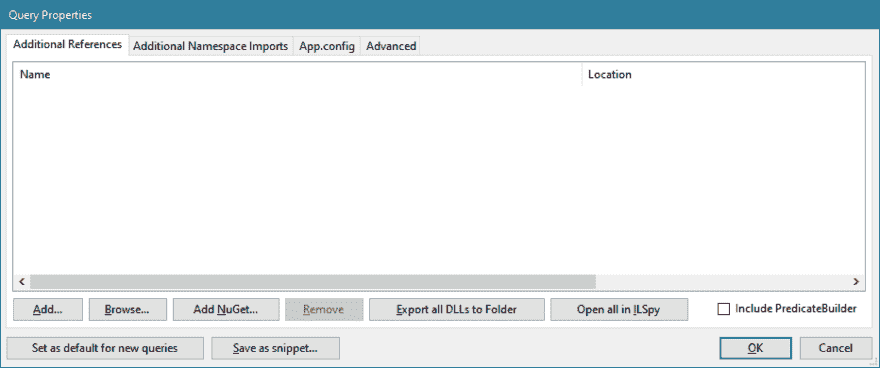 Query Properties
Additional References Additional Namespace Imports App.config Advanced
Name Location
Add... Browse... Add NuGet... Remove Export all DLLs to Folder Open all in ILSpy Include PredicateBuilder
Set as default for new queries Save as snippet... OK Cancel